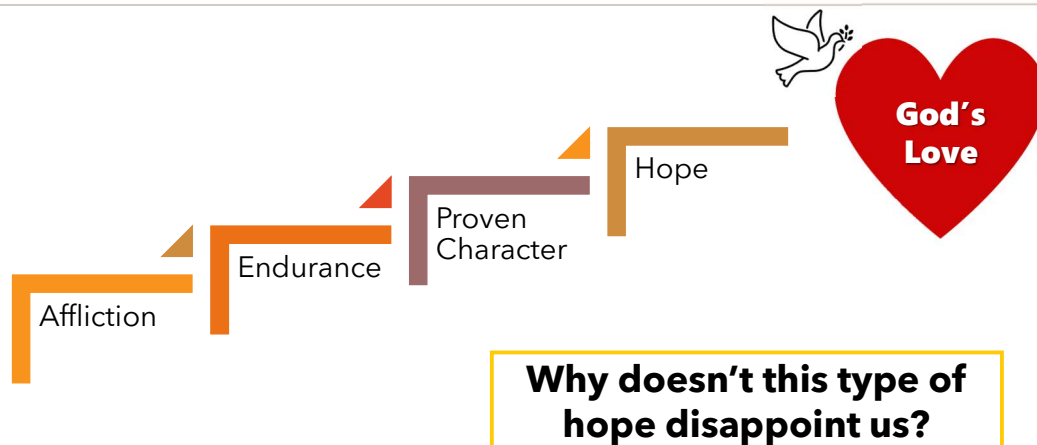 God's
Love
Hope
Proven
Character
Endurance
Affliction
Why doesn't this type of
hope disappoint us?